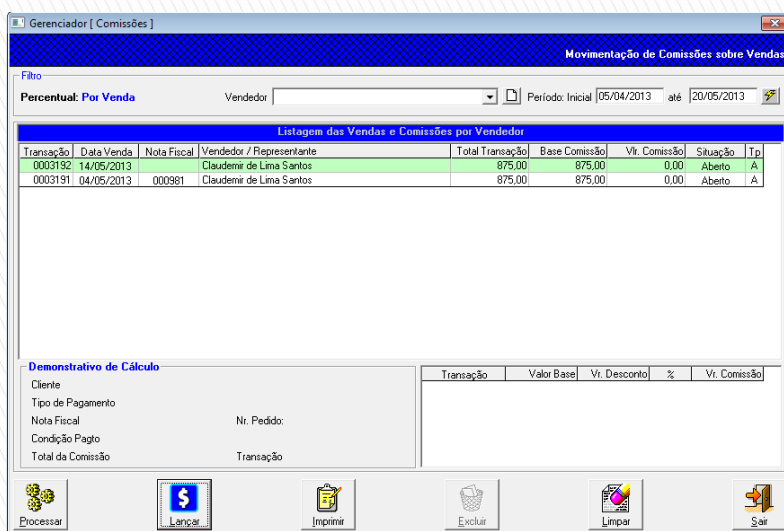 Gerenciador [ Comissões ]
Movimentação de Comissões sobre Vendas
Filtro
Percentual: Por Venda Vendedor Período: Inicial 05/04/2013 até 20/05/2013
Listagem das Vendas e Comissões por Vendedor
Transação Data Venda Nota Fiscal Vendedor / Representante Total Transação Base Comissão Vlr. Comissão Situação Tp
0003192 14/05/2013 Claudemir de Lima Santos 875,00 875,00 0,00 Aberto A
0003191 04/05/2013 000981 Claudemir de Lima Santos 875,00 875,00 0,00 Aberto A
Demonstrativo de Cálculo
Cliente
Tipo de Pagamento
Nota Fiscal Nr. Pedido:
Condição Pagto
Total da Comissão Transação
Transação Valor Base Vr. Desconto % Vr. Comissão
Processar Lançar Imprimir Excluir Limpar Sair